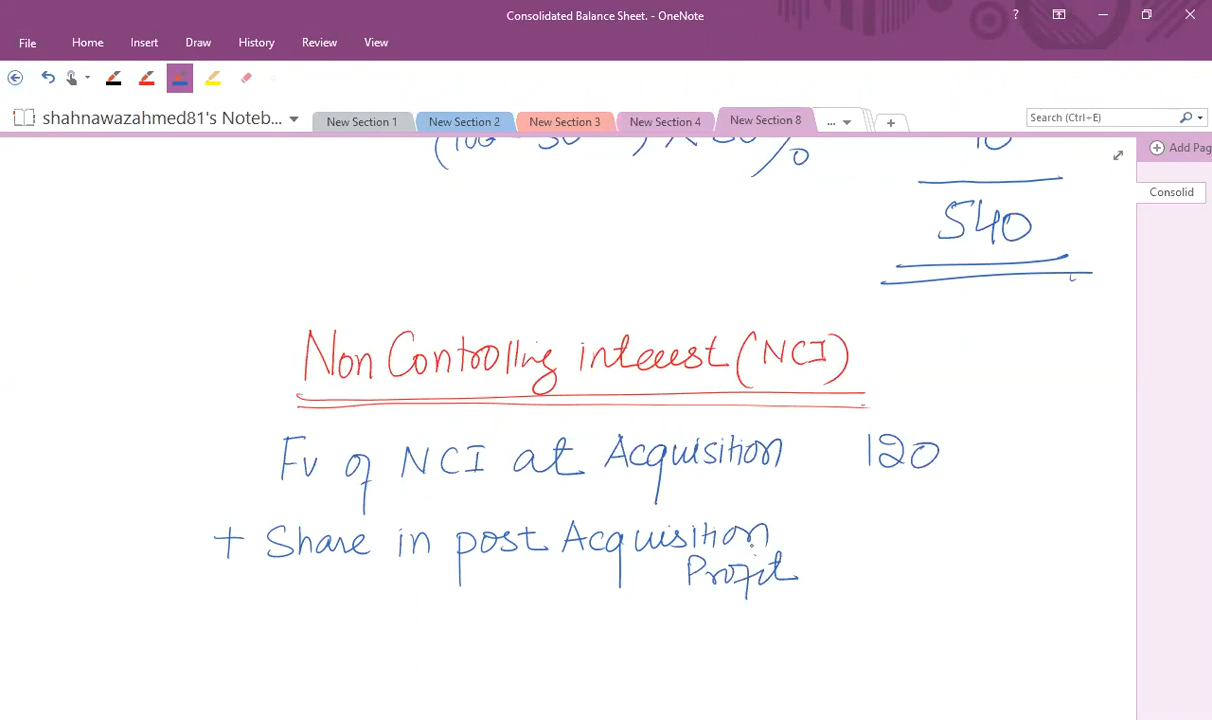 Consolidated Balance Sheet. - OneNote
?
File Home Insert Draw History Review View
shahnawazahmed81's Noteb...
New Section 1 New Section 2 New Section 3 New Section 4 New Section 8 ... +
Search (Ctrl+E)
Add Pag
Consolid
540
Non Controlling interest (NCI)
Fv of NCI at Acquisition 120
+ Share in post Acquisition
Profit